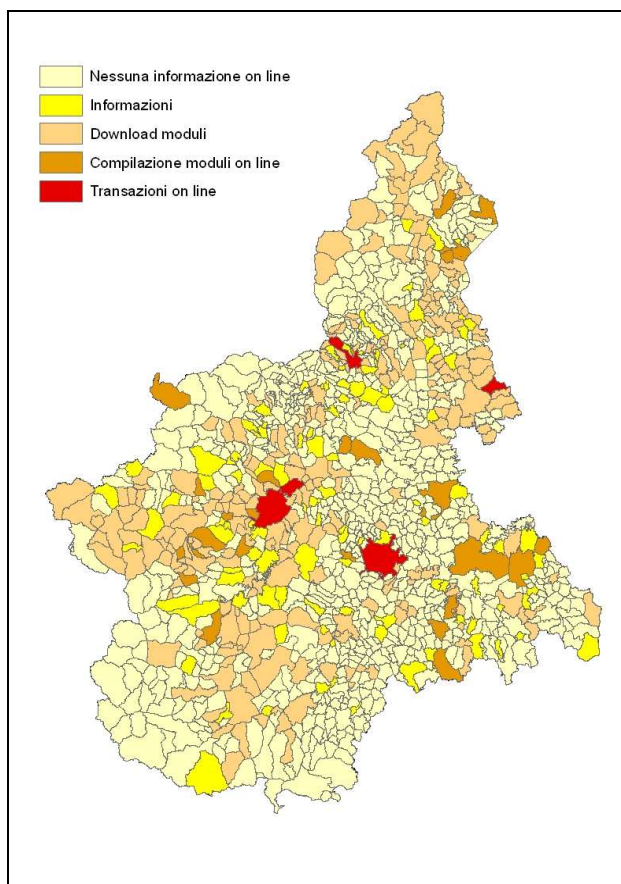 Nessuna informazione on line
Informazioni
Download moduli
Compilazione moduli on line
Transazioni on line